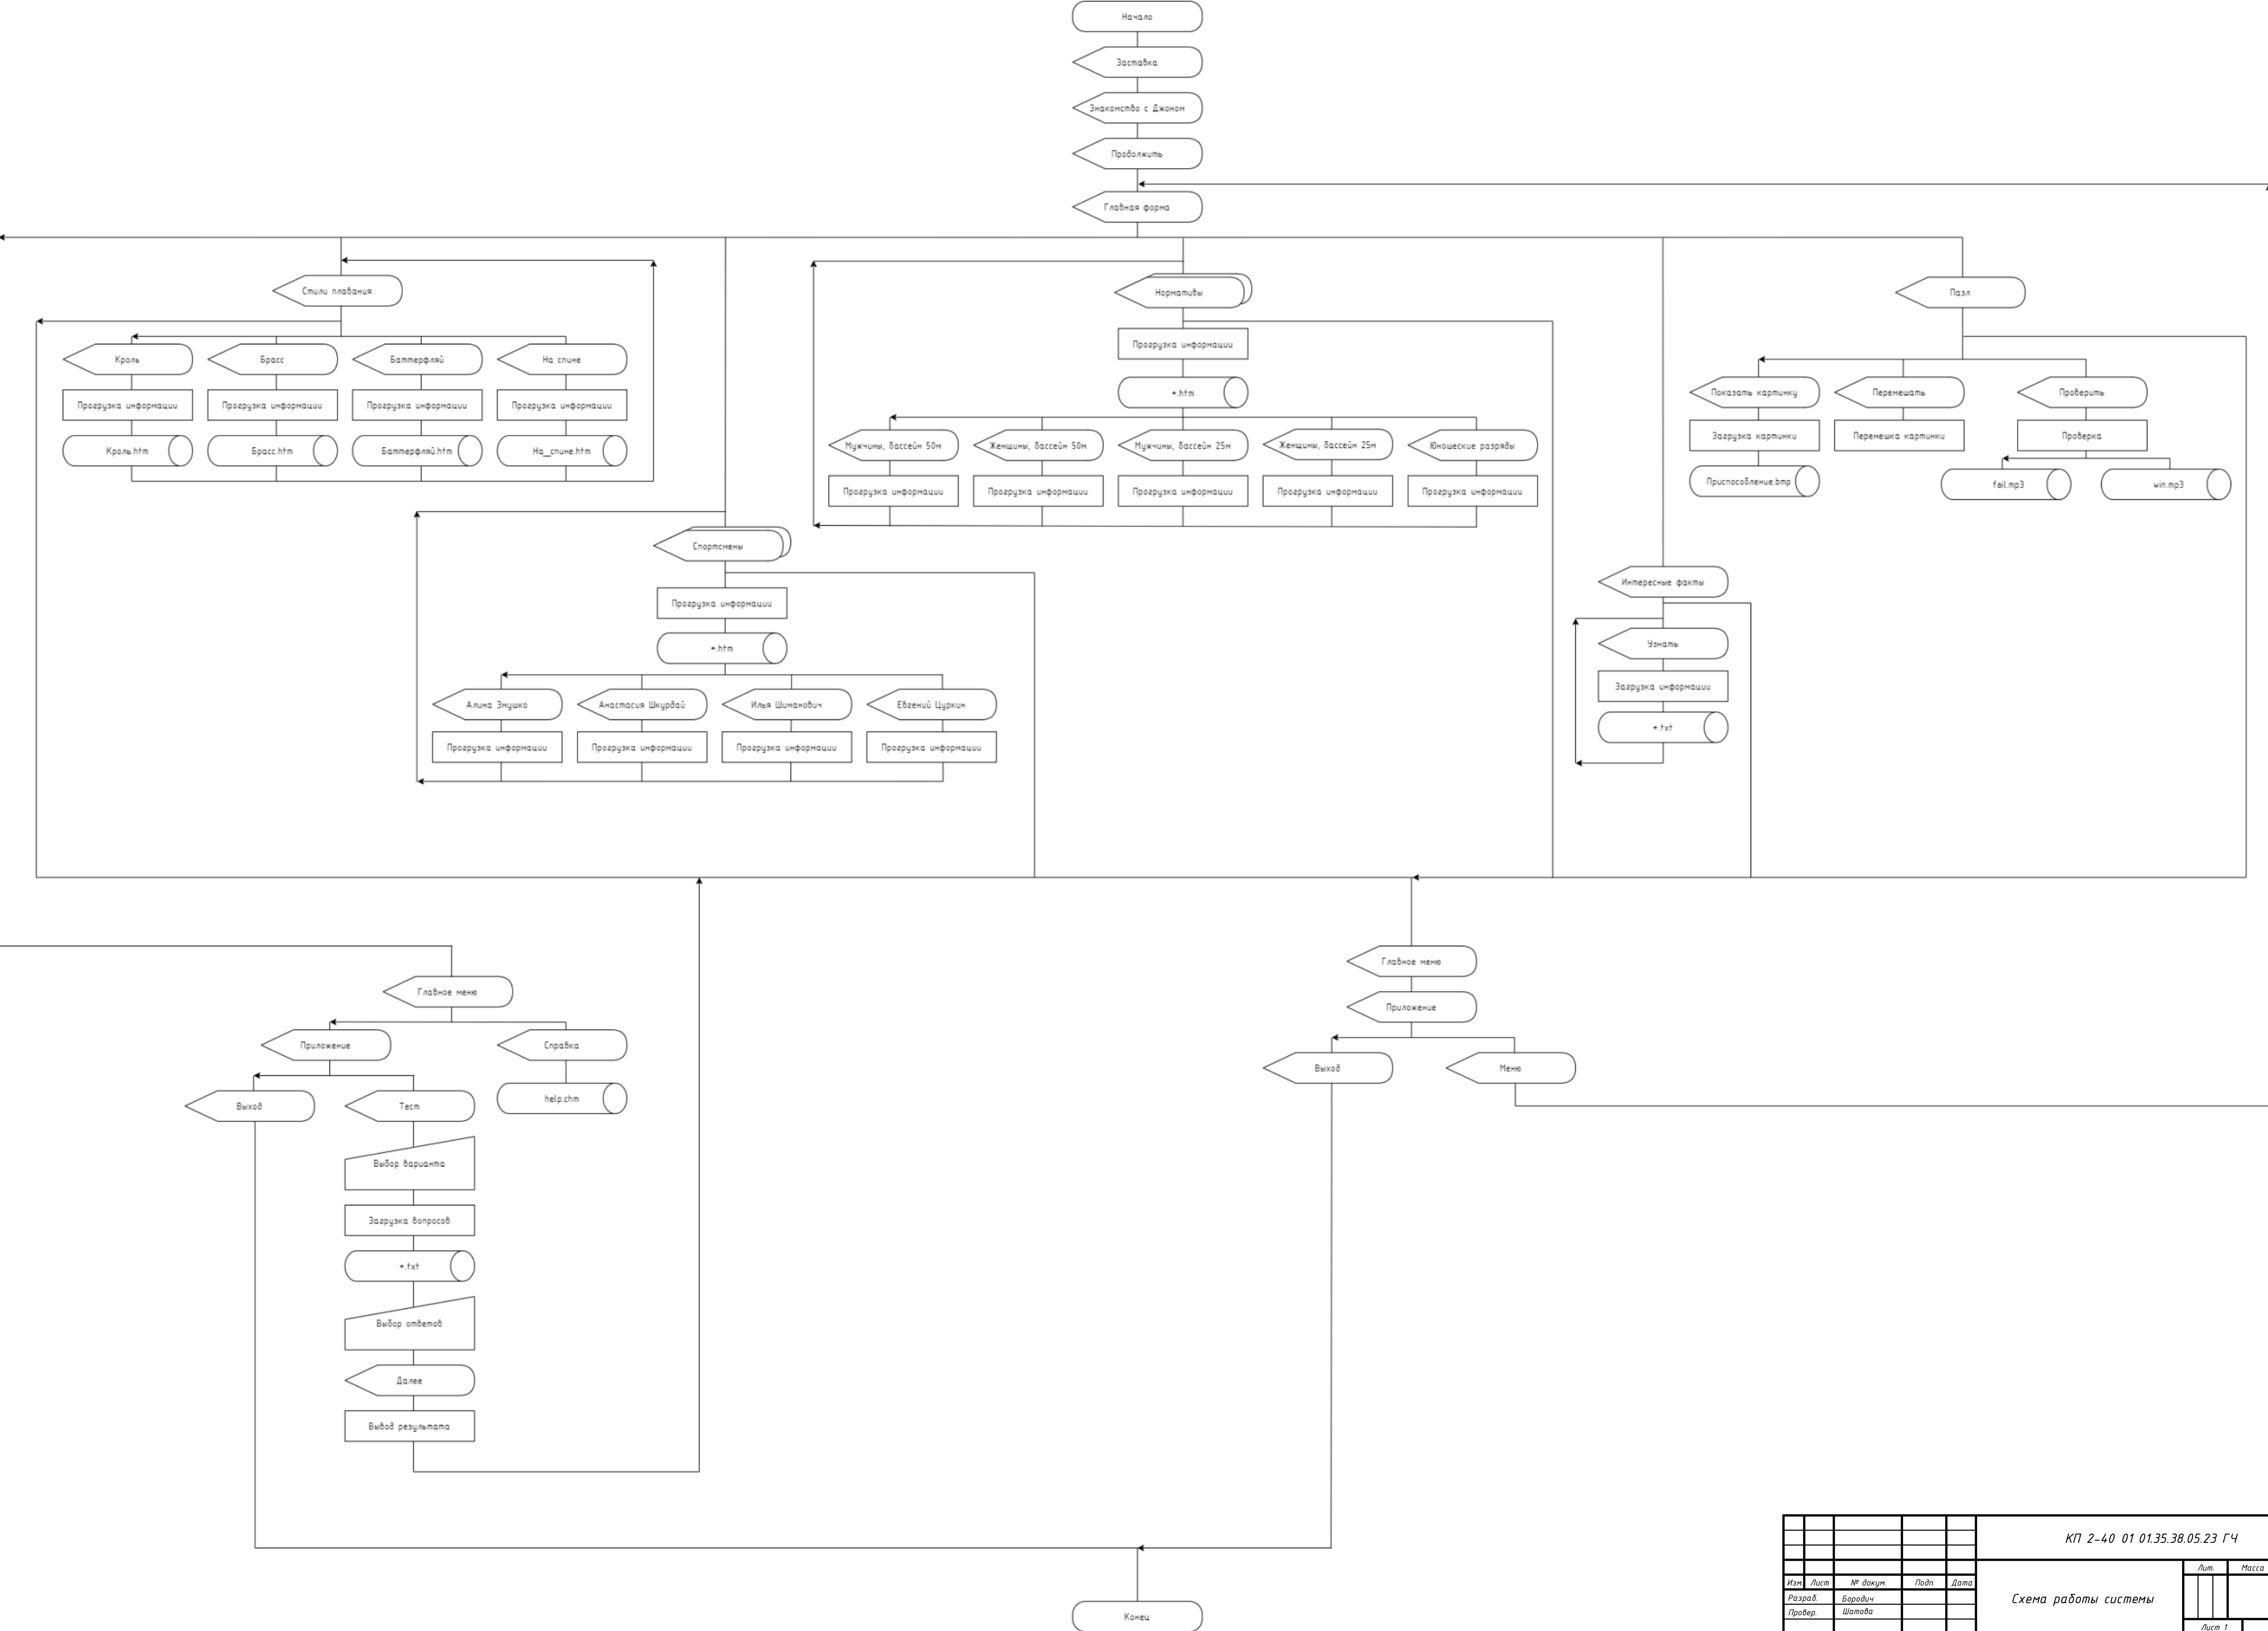 Начало
Заставка
Знакомство с Джоном
Продолжить
Главная форма
Стили плавания
Нормативы
Пазл
Прогрузка информации
Кроль
Брасс
Баттерфляй
На спине
*.htm
Показать картинку
Перемешать
Проверить
Прогрузка информации
Прогрузка информации
Прогрузка информации
Прогрузка информации
Загрузка картинки
Перемешка картинки
Проверка
Мужчины, бассейн 50м
Женщины, бассейн 50м
Мужчины, бассейн 25м
Женщины, бассейн 25м
Юношеские разряды
Кроль.htm
Брасс.htm
Баттерфляй.htm
На_спине.htm
Приспособление.bmp
fail.mp3
win.mp3
Прогрузка информации
Прогрузка информации
Прогрузка информации
Прогрузка информации
Прогрузка информации
Спортсмены
Интересные факты
Прогрузка информации
Узнать
*.htm
Загрузка информации
Алина Змушко
Анастасия Шкурдай
Илья Шиманович
Евгений Цуркин
*.txt
Прогрузка информации
Прогрузка информации
Прогрузка информации
Прогрузка информации
Главное меню
Главное меню
Приложение
Приложение
Справка
Выход
Меню
help.chm
Выход
Тест
Выбор варианта
Загрузка вопросов
*.txt
Выбор ответов
Далее
Вывод результата
Конец
КП 2-40 01 01.35.38.05.23 ГЧ
Лит.
Масса
Изм.
Лист
№ докум.
Подп.
Дата
Разраб.
Бородич
Схема работы системы
Провер.
Шатова
Лист 1